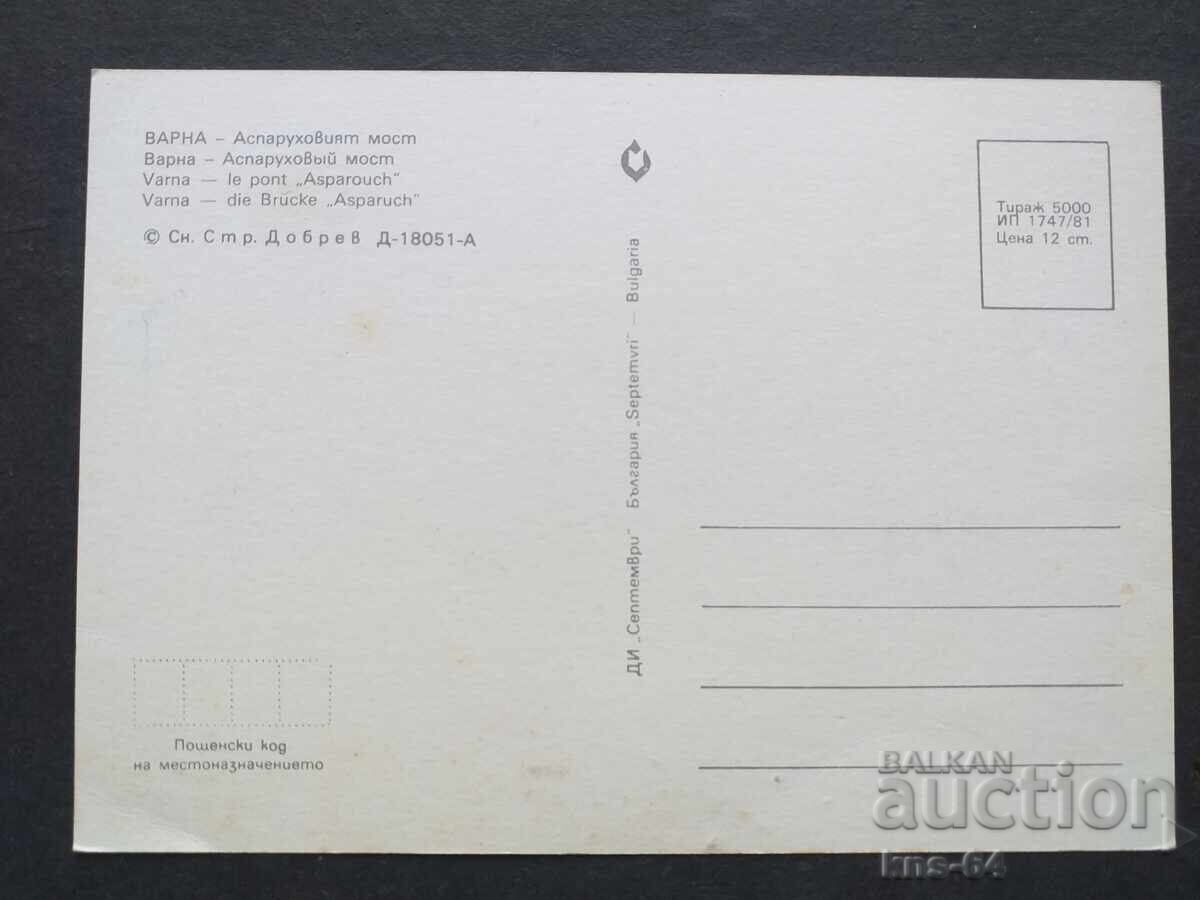 ВАРНА – Аспаруховият мост
Варна – Аспаруховый мост
Varna — le pont „Asparouch"
Varna — die Brücke „Asparuch"
© Сн. Стр. Добрев Д-18051-А
ДИ „Септември" България „Septemvri" — Bulgaria
Тираж 5000
ИП 1747/81
Цена 12 ст.
Пощенски код
на местоназначението
BALKAN
auction
kns-64